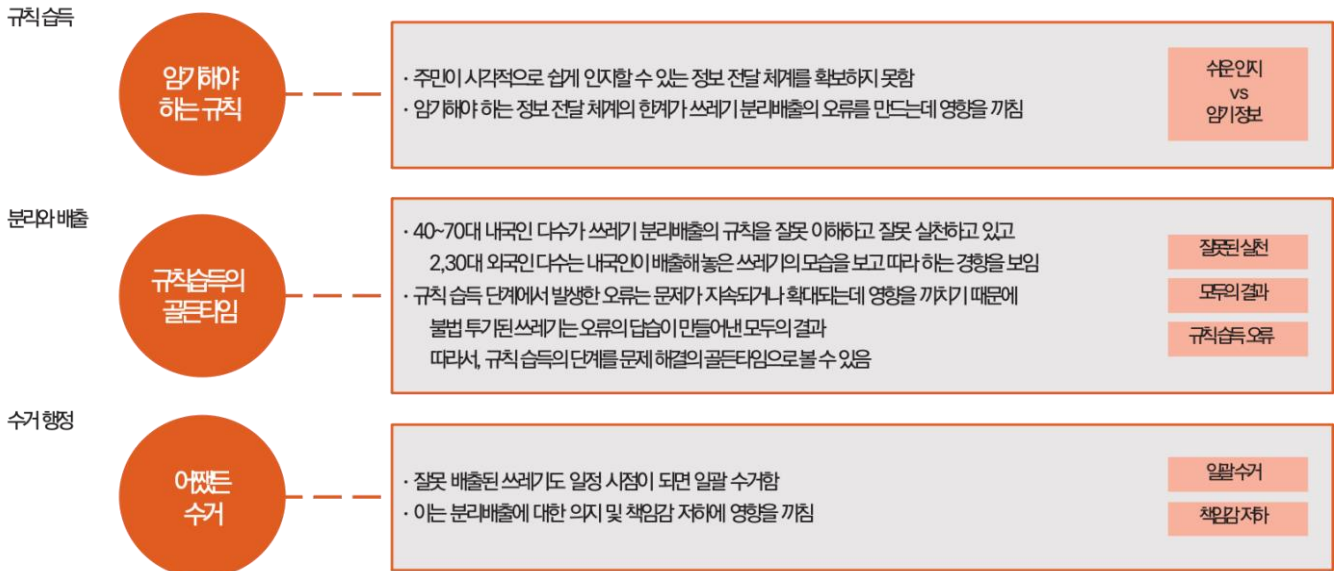 규칙 습득
암기해야
하는 규칙
· 주민이 시각적으로 쉽게 인지할 수 있는 정보 전달 체계를 확보하지 못함
· 암기해야 하는 정보 전달 체계의 한계가 쓰레기 분리배출의 오류를 만드는데 영향을 끼침
쉬운 인지
vs
암기 정보
분리와 배출
규칙습득의
골든타임
· 40~70대 내국인 다수가 쓰레기 분리배출의 규칙을 잘못 이해하고 잘못 실천하고 있고
2,30대 외국인 다수는 내국인이 배출해 놓은 쓰레기의 모습을 보고 따라 하는 경향을 보임
· 규칙 습득 단계에서 발생한 오류는 문제가 지속되거나 확대되는데 영향을 끼치기 때문에
불법 투기된 쓰레기는 오류의 답습이 만들어낸 모두의 결과
따라서, 규칙 습득의 단계를 문제 해결의 골든타임으로 볼 수 있음
잘못된 실천
모두의 결과
규칙 습득 오류
수거 행정
어쨌든
수거
· 잘못 배출된 쓰레기도 일정 시점이 되면 일괄 수거함
· 이는 분리배출에 대한 의지 및 책임감 저하에 영향을 끼침
일괄 수거
책임감 저하